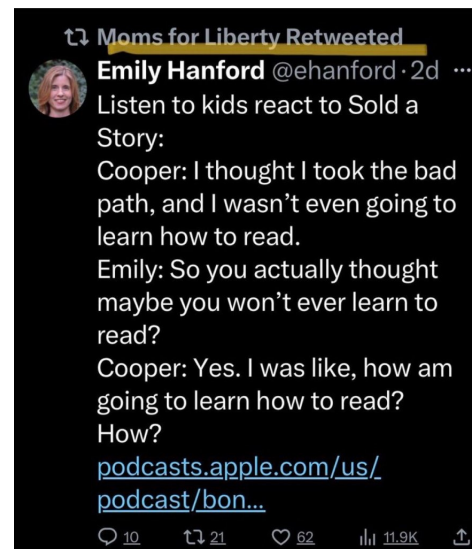 Moms for Liberty Retweeted
Emily Hanford @ehanford · 2d ...
Listen to kids react to Sold a
Story:
Cooper: I thought I took the bad
path, and I wasn’t even going to
learn how to read.
Emily: So you actually thought
maybe you won’t ever learn to
read?
Cooper: Yes. I was like, how am
going to learn how to read?
How?
podcasts.apple.com/us/
podcast/bon...
10 21 62 11.9K